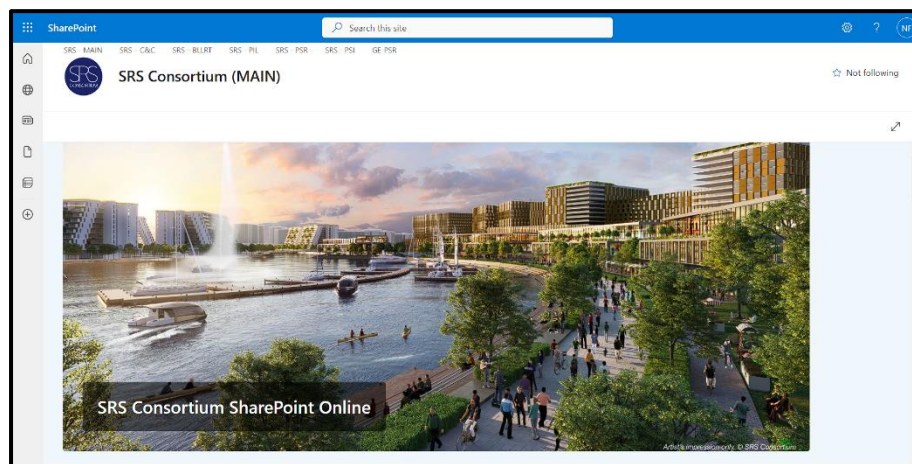 SharePoint
Search this site
?
NF
SRS - MAIN SRS - C&C SRS - BLLRT SRS - PIL SRS - PSR SRS - PSI GE PSR
SRS
CONSORTIUM
SRS Consortium (MAIN)
Not following
SRS Consortium SharePoint Online
Artist's impression only. © SRS Consortium